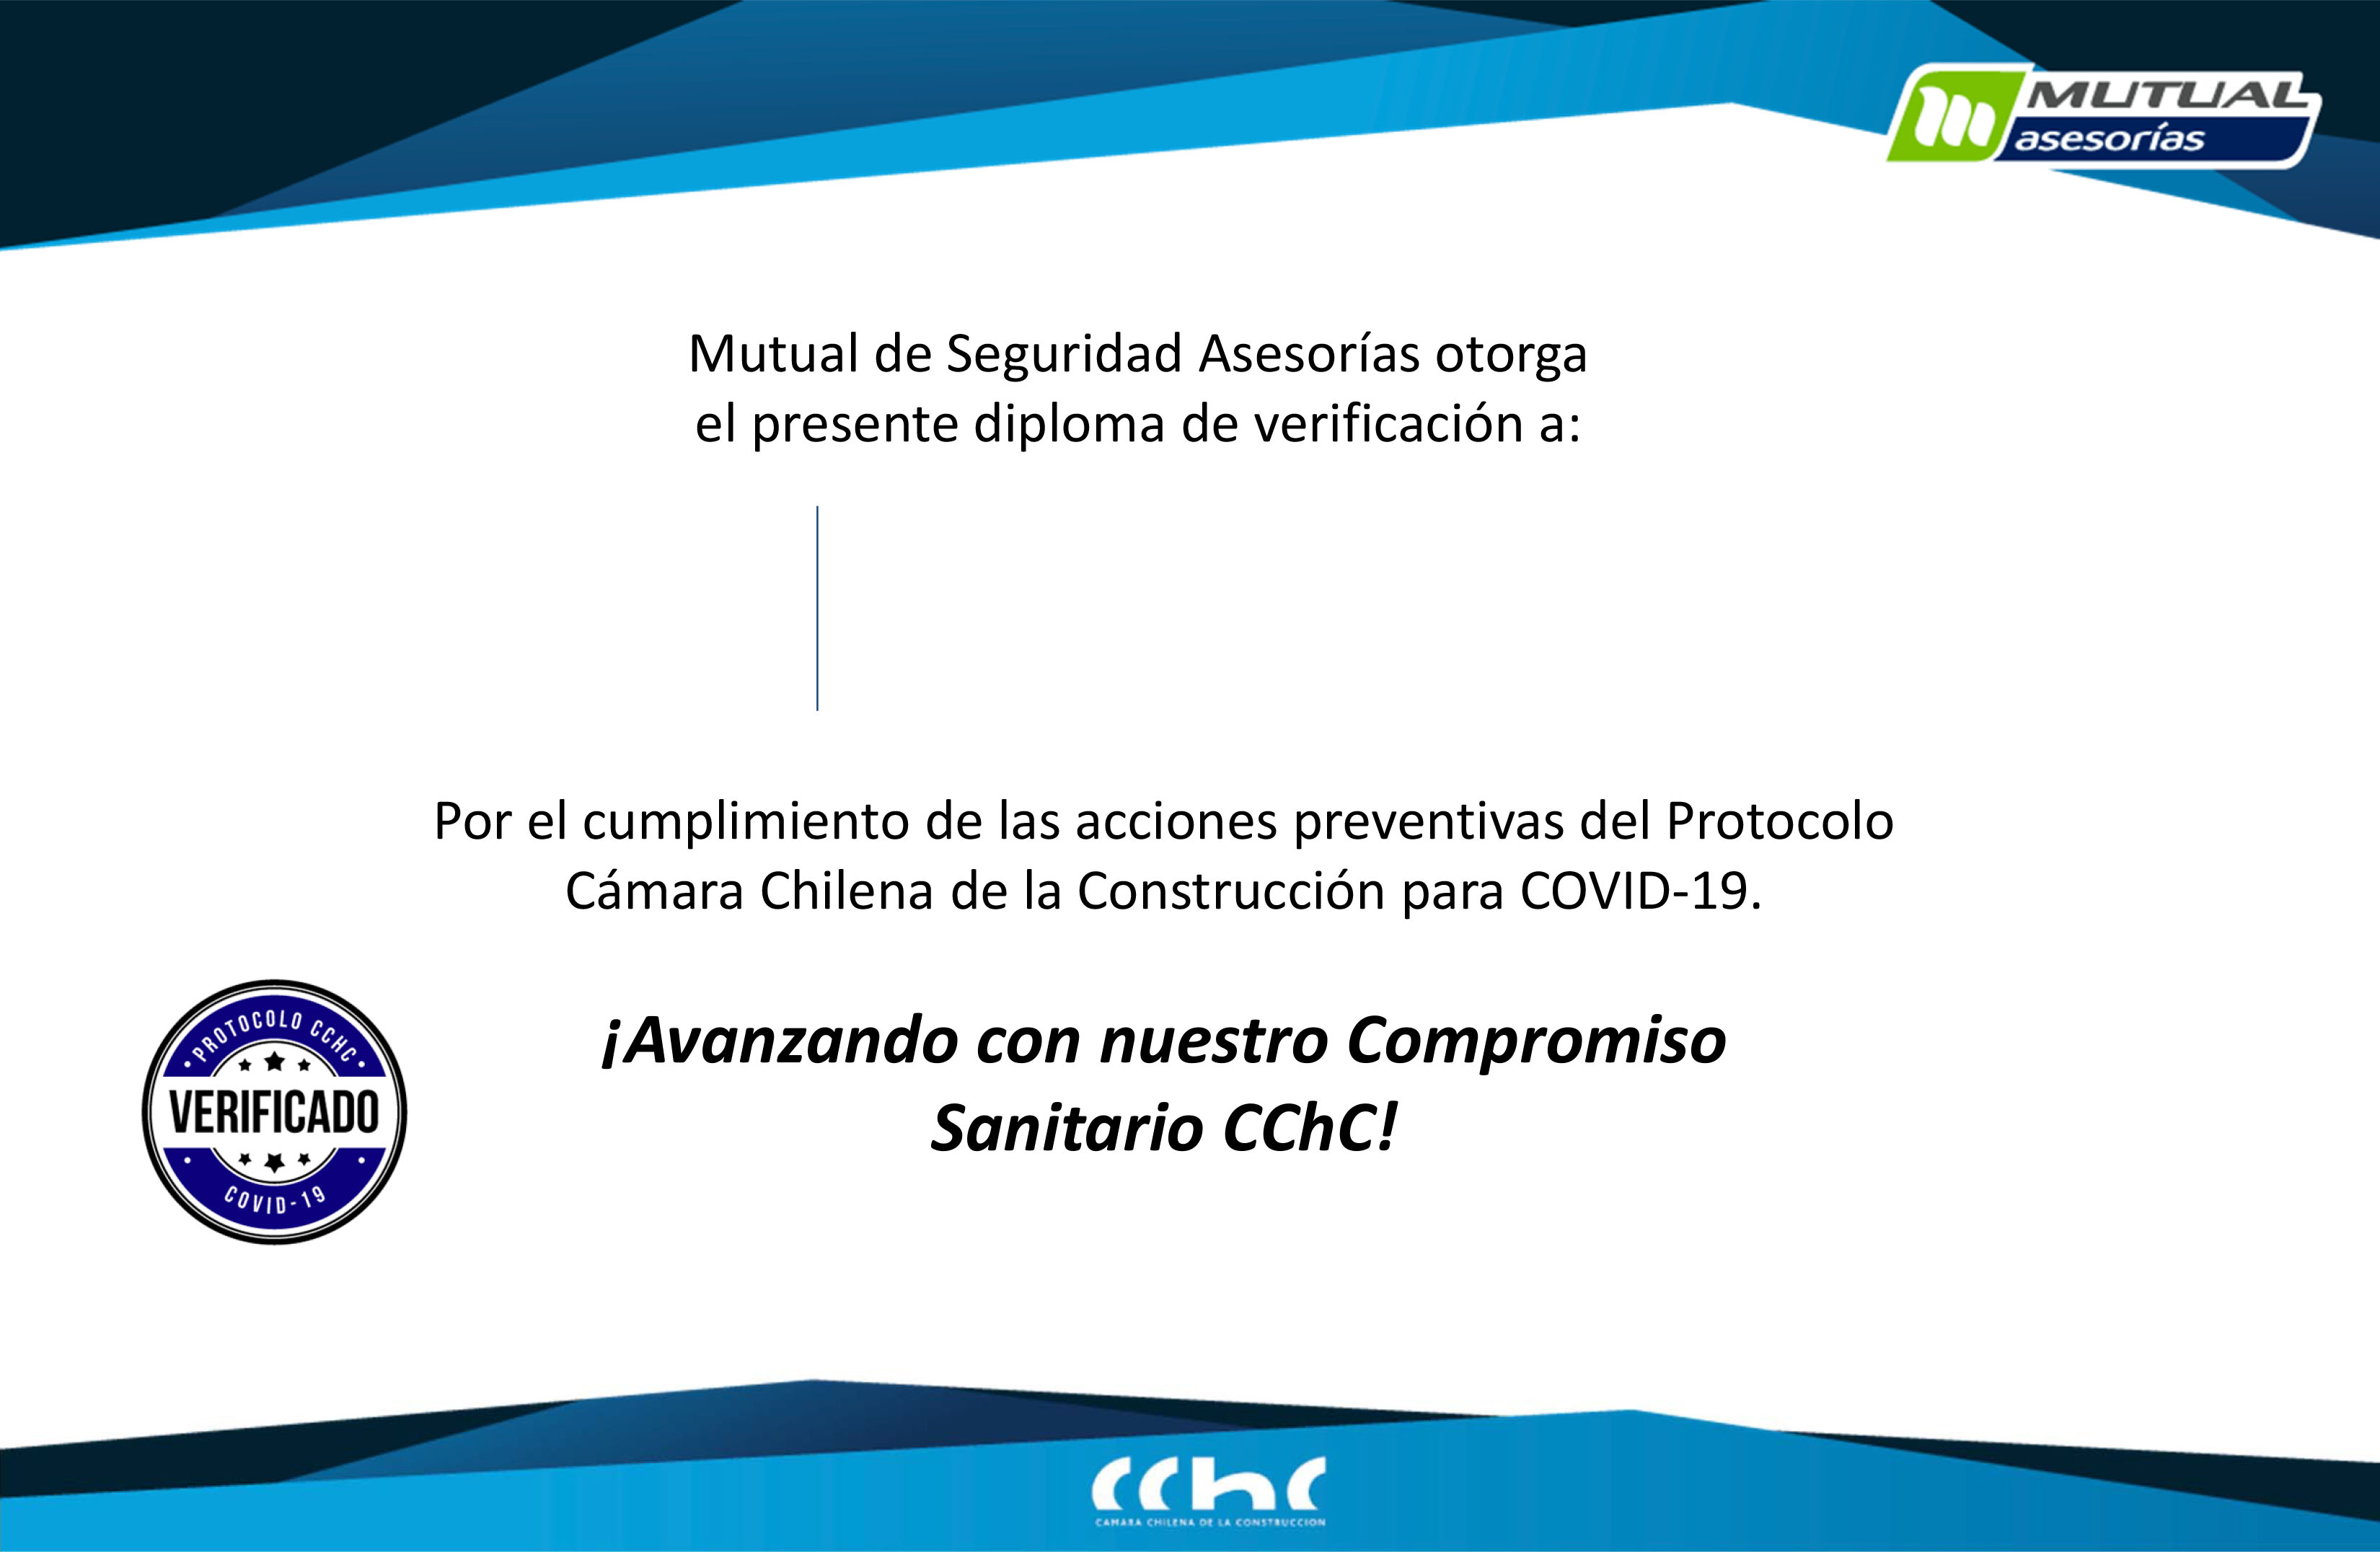 MUTUAL
asesorías
Mutual de Seguridad Asesorías otorga
el presente diploma de verificación a:
Por el cumplimiento de las acciones preventivas del Protocolo
Cámara Chilena de la Construcción para COVID-19.
PROTOCOLO CCHC
VERIFICADO
COVID-19
¡Avanzando con nuestro Compromiso
Sanitario CChC!
cchc
CAMARA CHILENA DE LA CONSTRUCCION